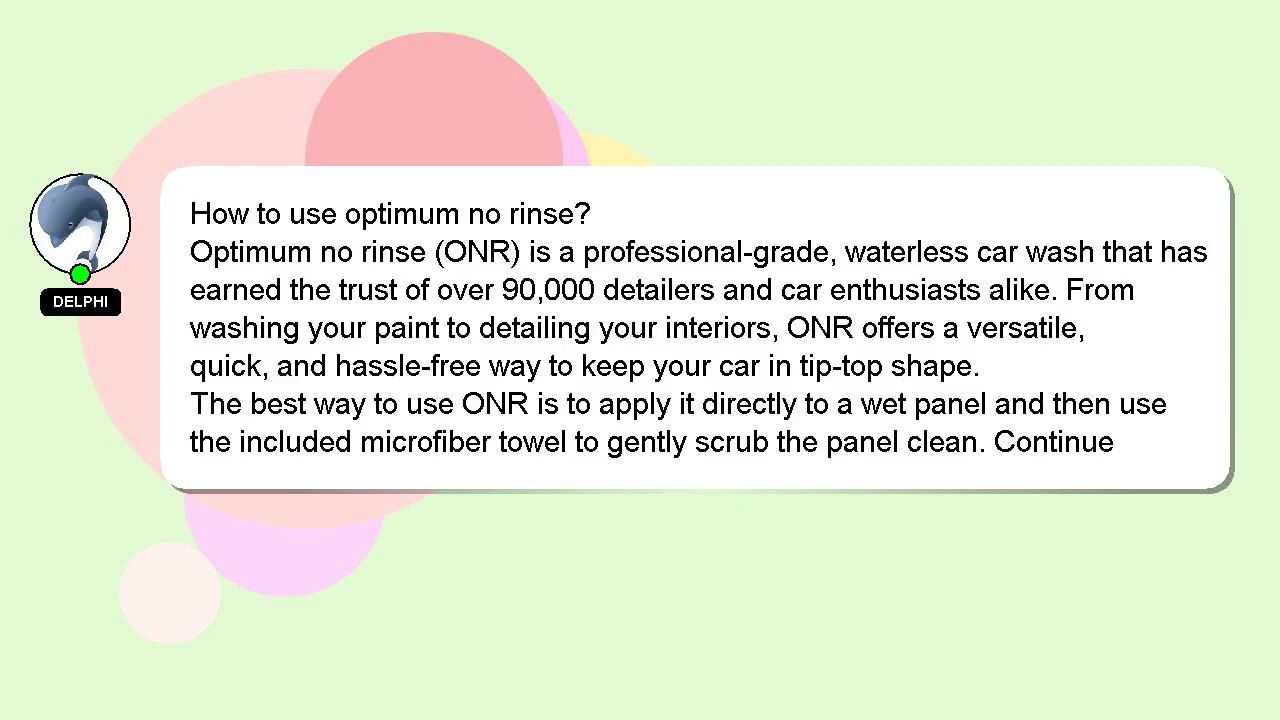 How to use optimum no rinse?
Optimum no rinse (ONR) is a professional-grade, waterless car wash that has
earned the trust of over 90,000 detailers and car enthusiasts alike. From
washing your paint to detailing your interiors, ONR offers a versatile,
quick, and hassle-free way to keep your car in tip-top shape.
The best way to use ONR is to apply it directly to a wet panel and then use
the included microfiber towel to gently scrub the panel clean. Continue
DELPHI